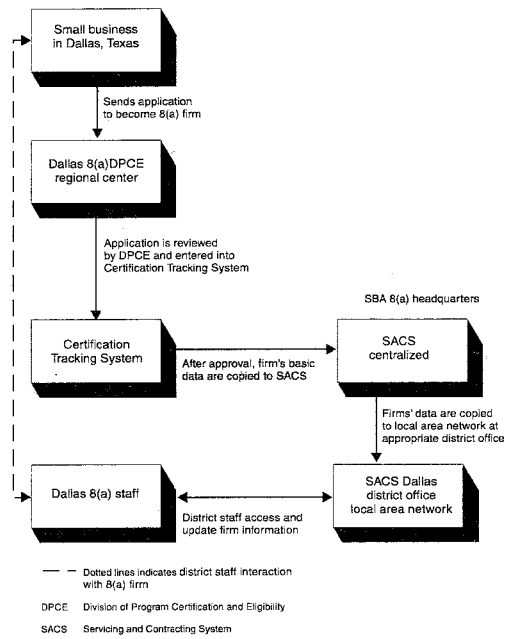 Small business
in Dallas, Texas
Sends application
to become 8(a) firm
Dallas 8(a)DPCE
regional center
Application is reviewed
by DPCE and entered into
Certification Tracking System
SBA 8(a) headquarters
Certification
Tracking System
After approval, firm's basic
data are copied to SACS
SACS
centralized
Firms' data are copied
to local area network at
appropriate district office
Dallas 8(a) staff
District staff access and
update firm information
SACS Dallas
district office
local area network
Dotted lines indicates district staff interaction
with 8(a) firm
DPCE Division of Program Certification and Eligibility
SACS Servicing and Contracting System